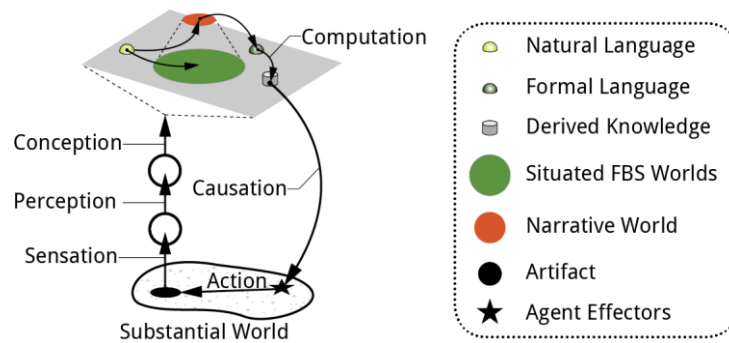 Computation
Conception
Perception
Causation
Sensation
Action
Substantial World
Natural Language
Formal Language
Derived Knowledge
Situated FBS Worlds
Narrative World
Artifact
Agent Effectors